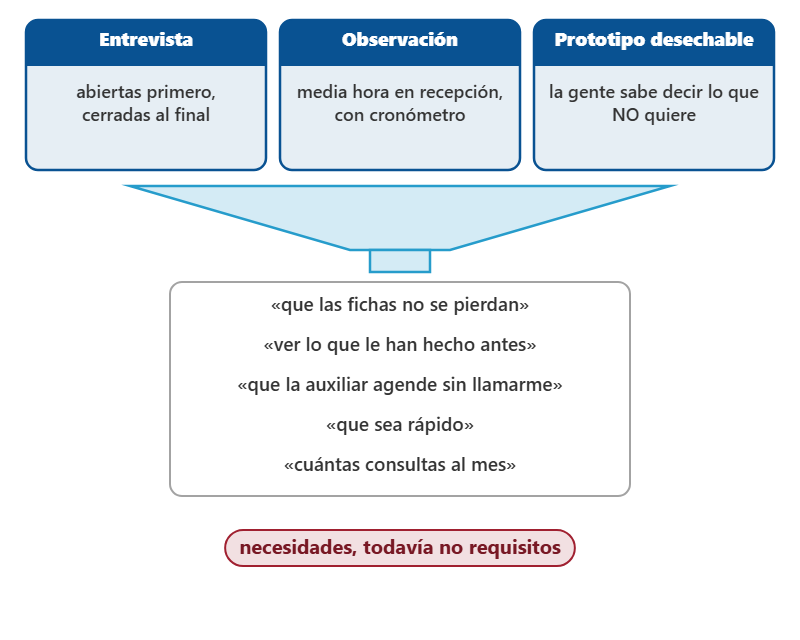 Entrevista
abiertas primero,
cerradas al final
Observación
media hora en recepción,
con cronómetro
Prototipo desechable
la gente sabe decir lo que
NO quiere
«que las fichas no se pierdan»
«ver lo que le han hecho antes»
«que la auxiliar agende sin llamarme»
«que sea rápido»
«cuántas consultas al mes»
necesidades, todavía no requisitos